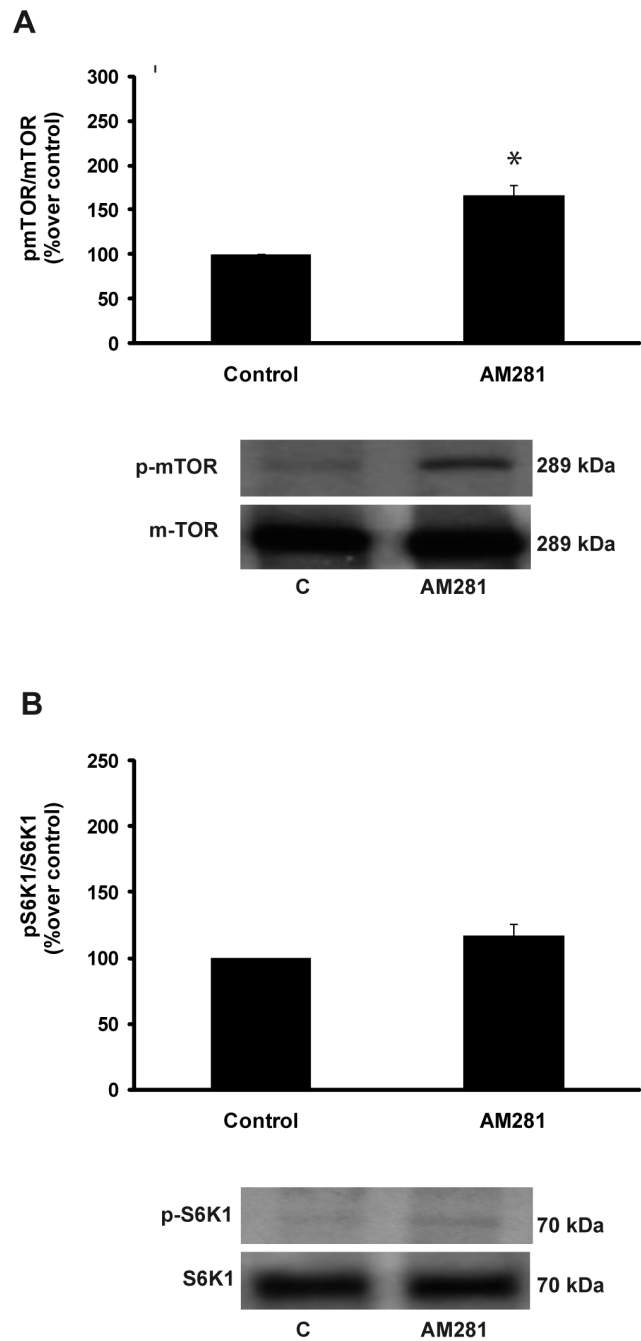 A
300
250
200
150
100
50
0
pmTOR/mTOR
(%over control)
*
Control AM281
p-mTOR 289 kDa
m-TOR 289 kDa
C AM281
B
250
200
150
100
50
0
pS6K1/S6K1
(%over control)
Control AM281
p-S6K1 70 kDa
S6K1 70 kDa
C AM281